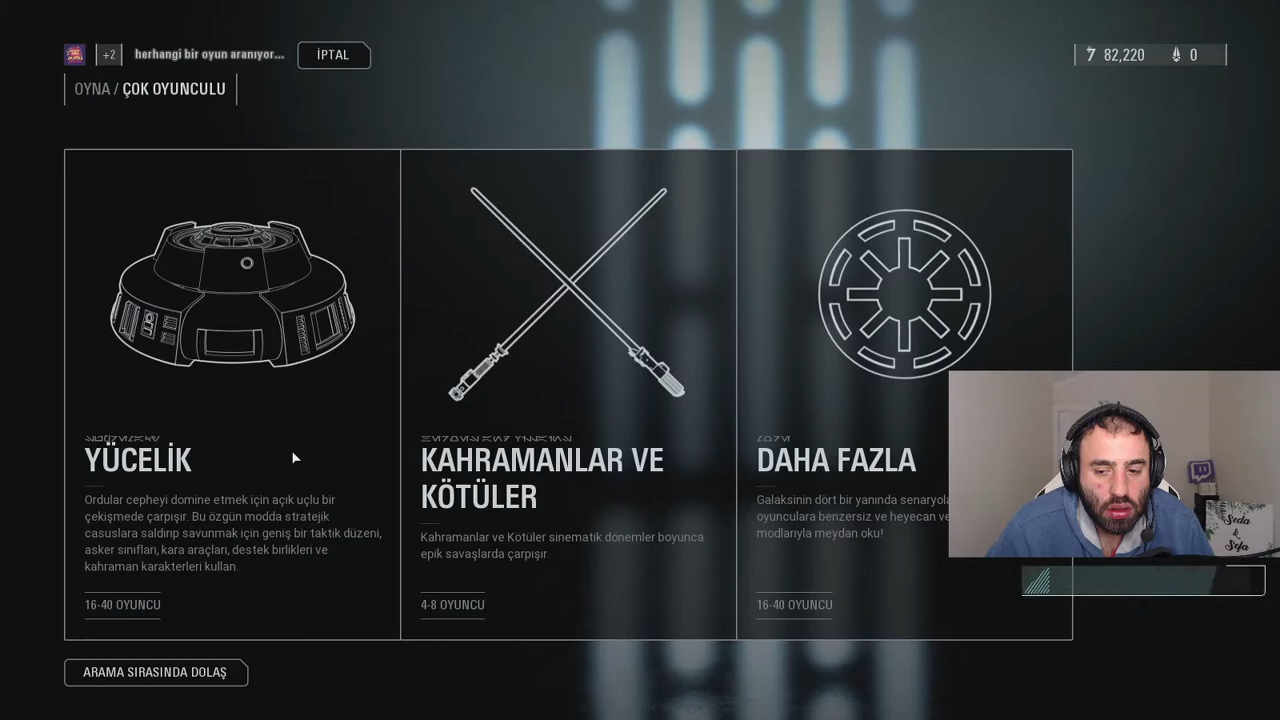 +2 herhangi bir oyun aranıyor... İPTAL
82,220 0
OYNA / ÇOK OYUNCULU
YÜCELİK
Ordular cepheyi domine etmek için açık uçlu bir
çekişmede çarpışır. Bu özgün modda stratejik
casuslara saldırıp savunmak için geniş bir taktik düzeni,
asker sınıfları, kara araçları, destek birlikleri ve
kahraman karakterleri kullan.
16-40 OYUNCU
KAHRAMANLAR VE
KÖTÜLER
Kahramanlar ve Kötüler sinematik dönemler boyunca
epik savaşlarda çarpışır.
4-8 OYUNCU
DAHA FAZLA
Galaksinin dört bir yanında
oyunculara benzersiz ve heyecan
modlarıyla meydan oku!
16-40 OYUNCU
Seda
&
Sefa
ARAMA SIRASINDA DOLAŞ